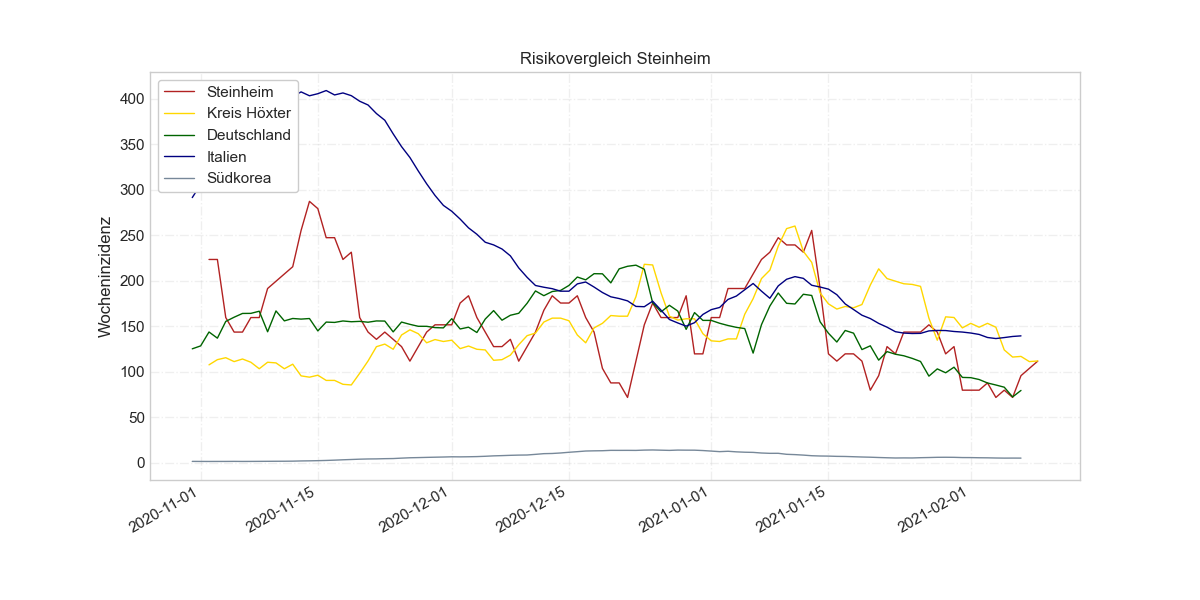 Risikovergleich Steinheim
Steinheim
Kreis Höxter
Deutschland
Italien
Südkorea
Wocheninzidenz
400
350
300
250
200
150
100
50
0
2020-11-01
2020-11-15
2020-12-01
2020-12-15
2021-01-01
2021-01-15
2021-02-01